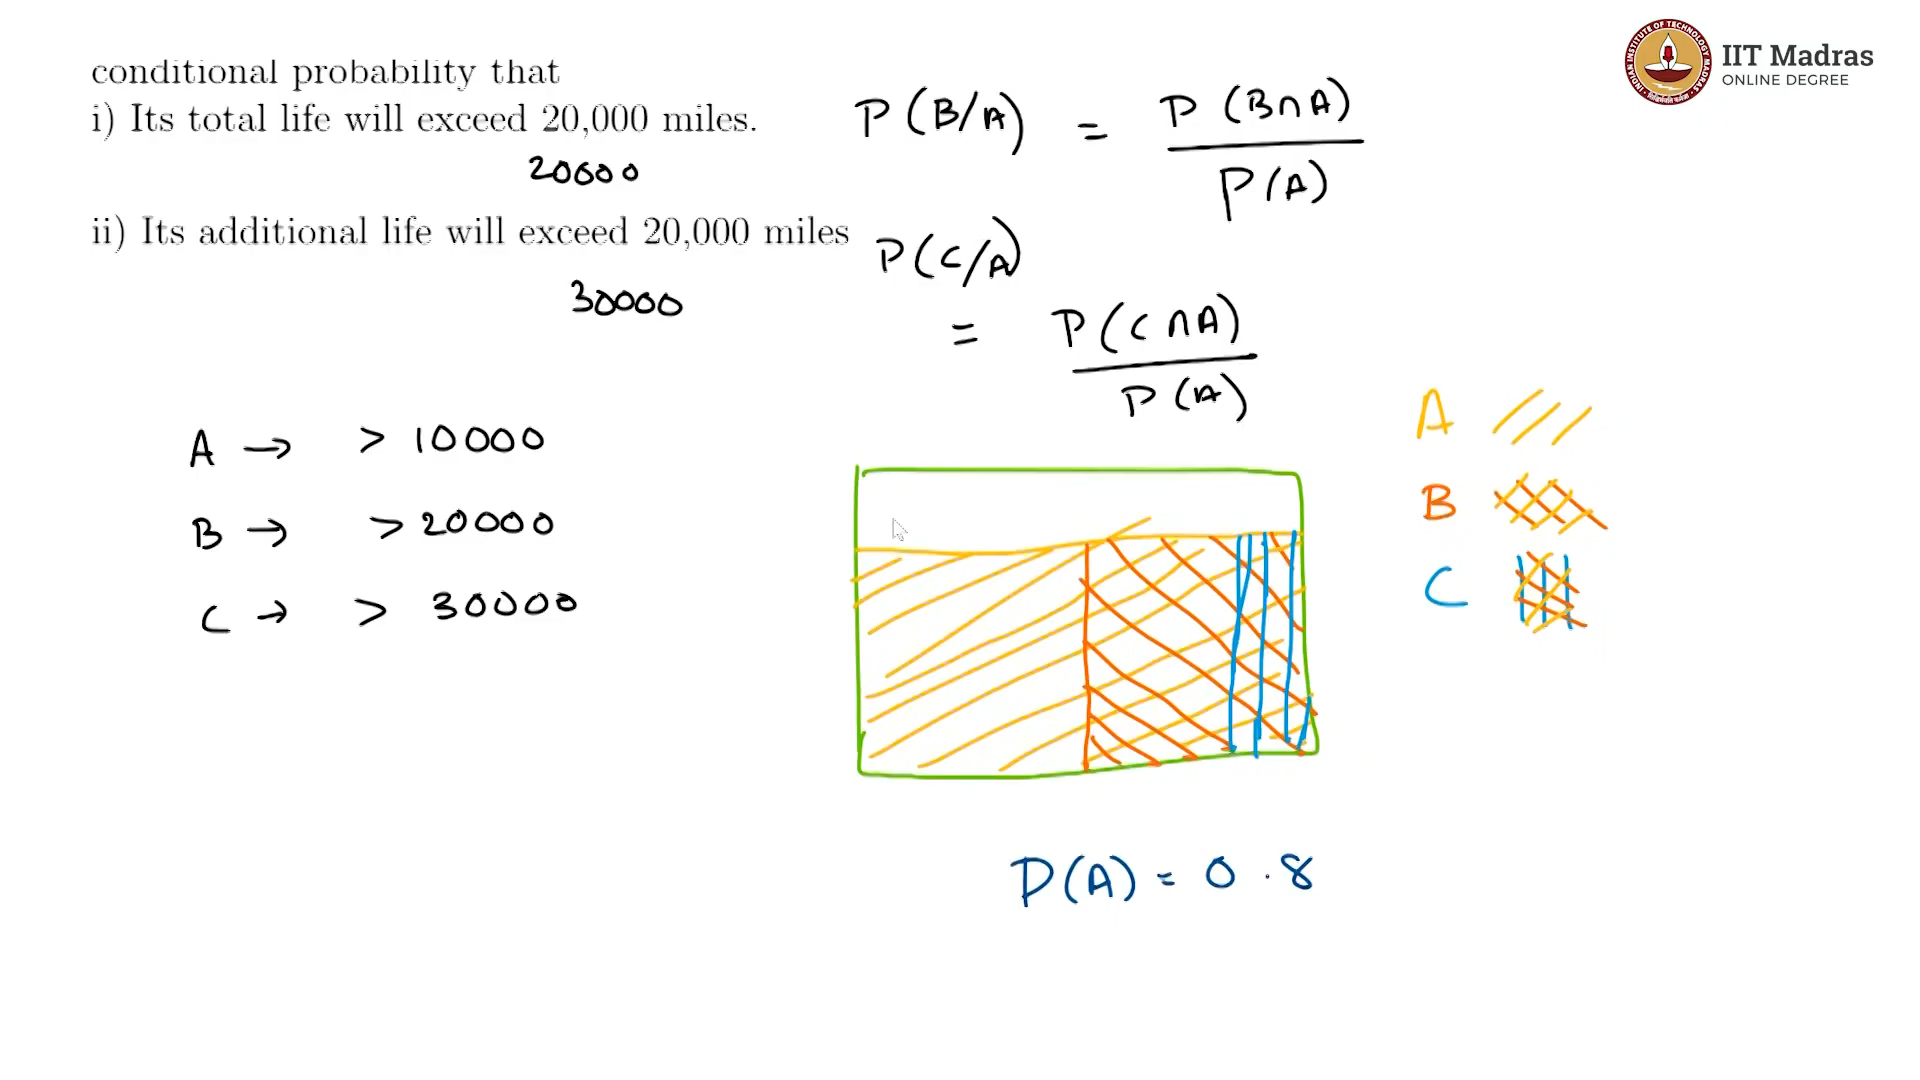 conditional probability that
i) Its total life will exceed 20,000 miles.
20000
ii) Its additional life will exceed 20,000 miles
30000
P(B/A) = P(B∩A)
P(A)
P(C/A)
= P(C∩A)
P(A)
A → > 10000
B → > 20000
C → > 30000
A
B
C
P(A) = 0.8
IIT Madras
ONLINE DEGREE